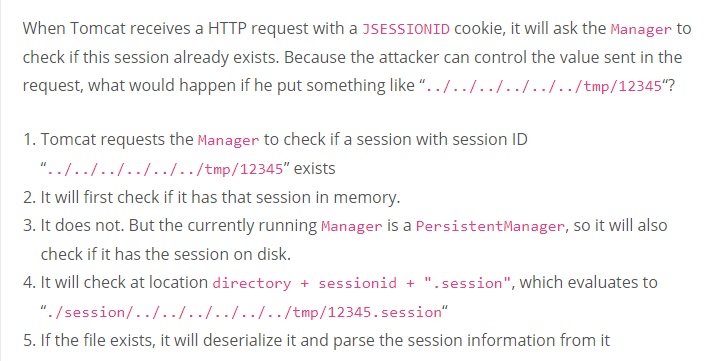 When Tomcat receives a HTTP request with a JSESSIONID cookie, it will ask the Manager to
check if this session already exists. Because the attacker can control the value sent in the
request, what would happen if he put something like “../../../../../../tmp/12345“?
1. Tomcat requests the Manager to check if a session with session ID
“../../../../../../tmp/12345” exists
2. It will first check if it has that session in memory.
3. It does not. But the currently running Manager is a PersistentManager, so it will also
check if it has the session on disk.
4. It will check at location directory + sessionid + ".session", which evaluates to
“./session/../../../../../../tmp/12345.session“
5. If the file exists, it will deserialize it and parse the session information from it